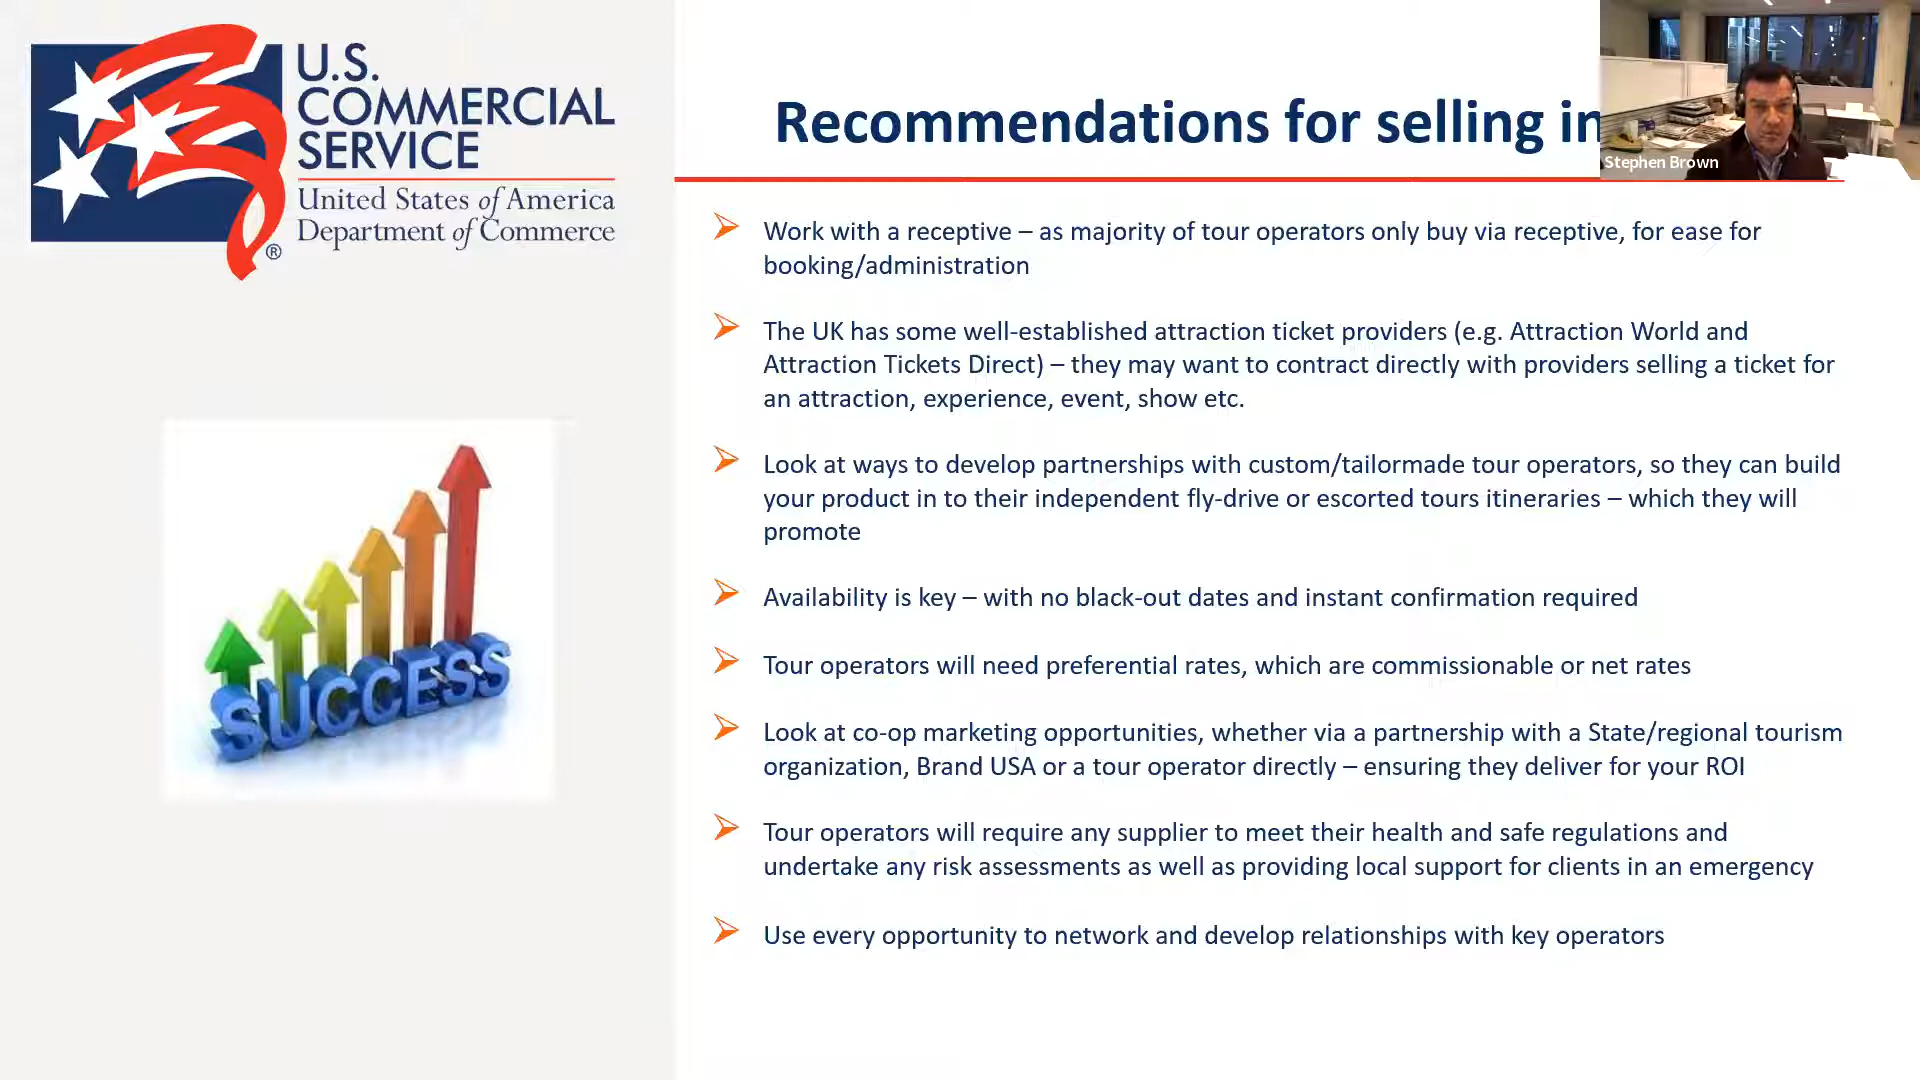 U.S.
COMMERCIAL
SERVICE
United States of America
Department of Commerce
®
Recommendations for selling in
Stephen Brown
Work with a receptive – as majority of tour operators only buy via receptive, for ease for
booking/administration
The UK has some well-established attraction ticket providers (e.g. Attraction World and
Attraction Tickets Direct) – they may want to contract directly with providers selling a ticket for
an attraction, experience, event, show etc.
Look at ways to develop partnerships with custom/tailormade tour operators, so they can build
your product in to their independent fly-drive or escorted tours itineraries – which they will
promote
Availability is key – with no black-out dates and instant confirmation required
Tour operators will need preferential rates, which are commissionable or net rates
Look at co-op marketing opportunities, whether via a partnership with a State/regional tourism
organization, Brand USA or a tour operator directly – ensuring they deliver for your ROI
Tour operators will require any supplier to meet their health and safe regulations and
undertake any risk assessments as well as providing local support for clients in an emergency
Use every opportunity to network and develop relationships with key operators
SUCCESS